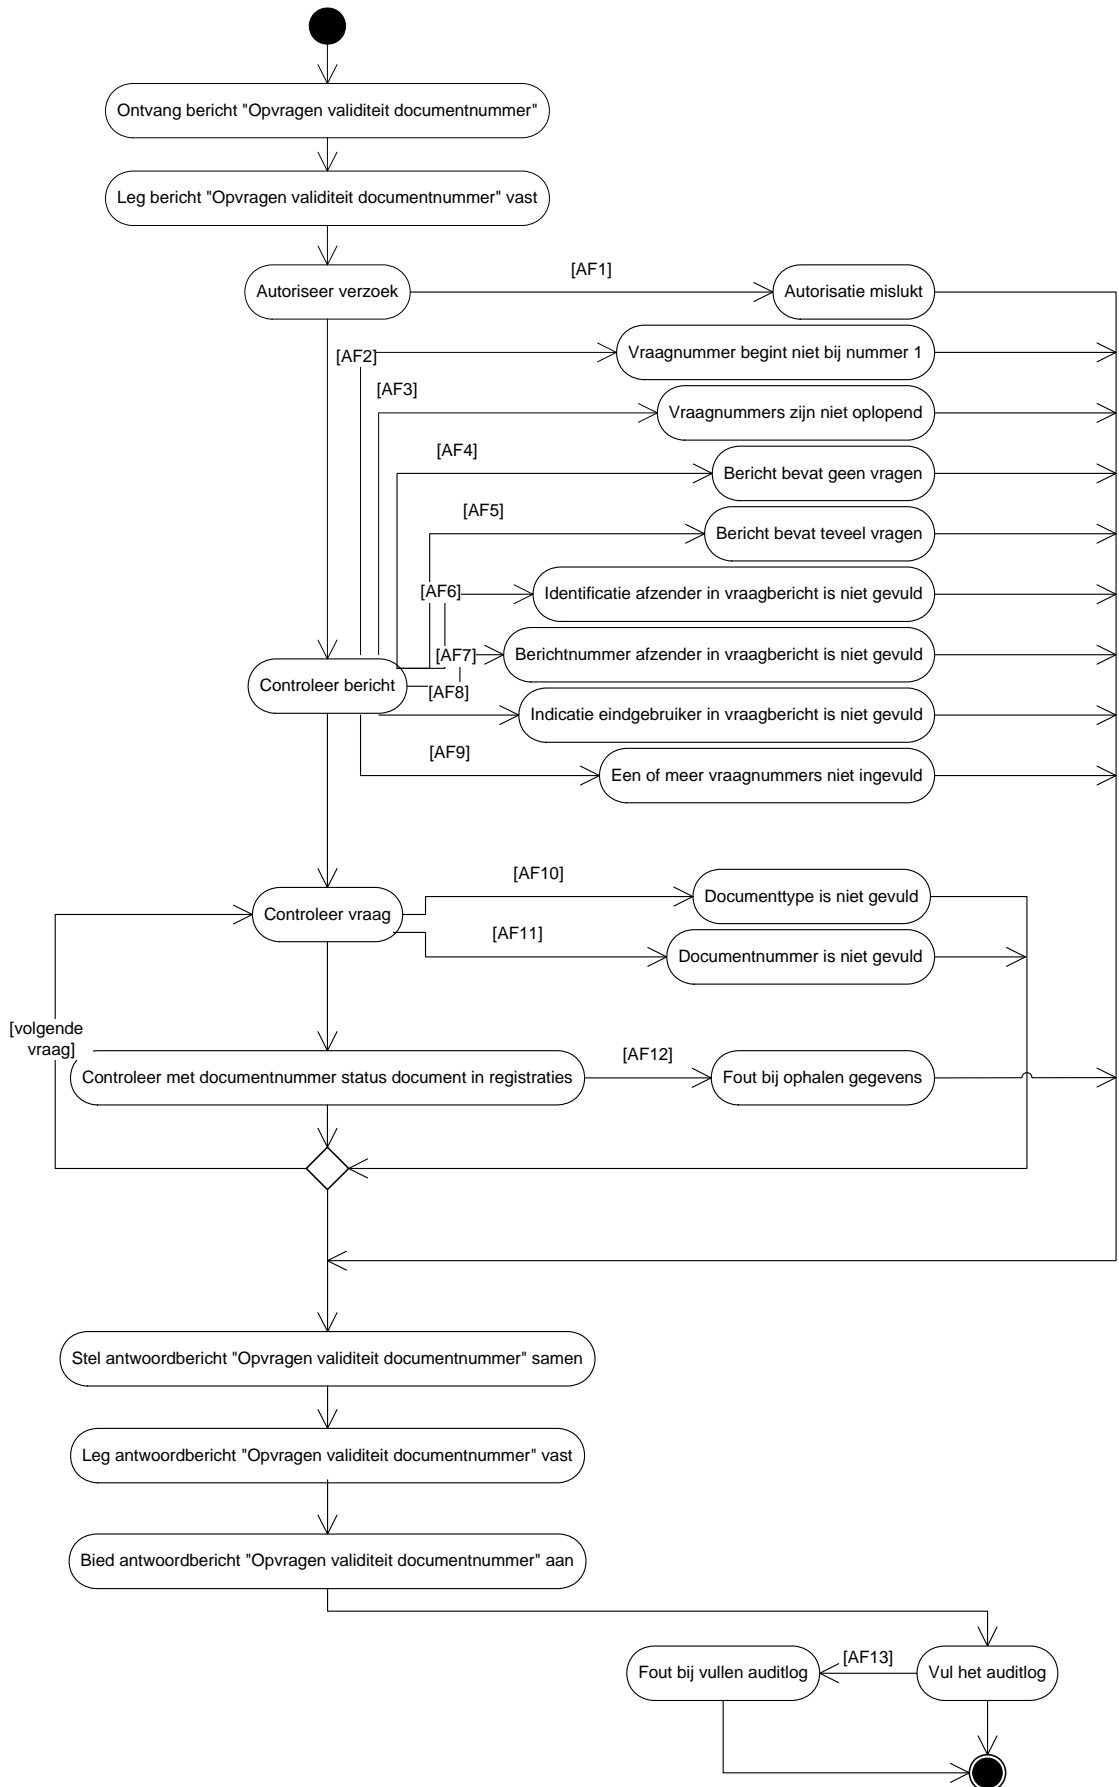 Ontvang bericht "Opvragen validiteit documentnummer"
Leg bericht "Opvragen validiteit documentnummer" vast
[AF1]
Autoriseer verzoek
Autorisatie mislukt
[AF2]
Vraagnummer begint niet bij nummer 1
[AF3]
Vraagnummers zijn niet oplopend
[AF4]
Bericht bevat geen vragen
[AF5]
Bericht bevat teveel vragen
[AF6]
Identificatie afzender in vraagbericht is niet gevuld
[AF7]
Berichtnummer afzender in vraagbericht is niet gevuld
Controleer bericht
[AF8]
Indicatie eindgebruiker in vraagbericht is niet gevuld
[AF9]
Een of meer vraagnummers niet ingevuld
[AF10]
Documenttype is niet gevuld
Controleer vraag
[AF11]
Documentnummer is niet gevuld
[volgende
vraag]
[AF12]
Controleer met documentnummer status document in registraties
Fout bij ophalen gegevens
Stel antwoordbericht "Opvragen validiteit documentnummer" samen
Leg antwoordbericht "Opvragen validiteit documentnummer" vast
Bied antwoordbericht "Opvragen validiteit documentnummer" aan
Fout bij vullen auditlog
[AF13]
Vul het auditlog